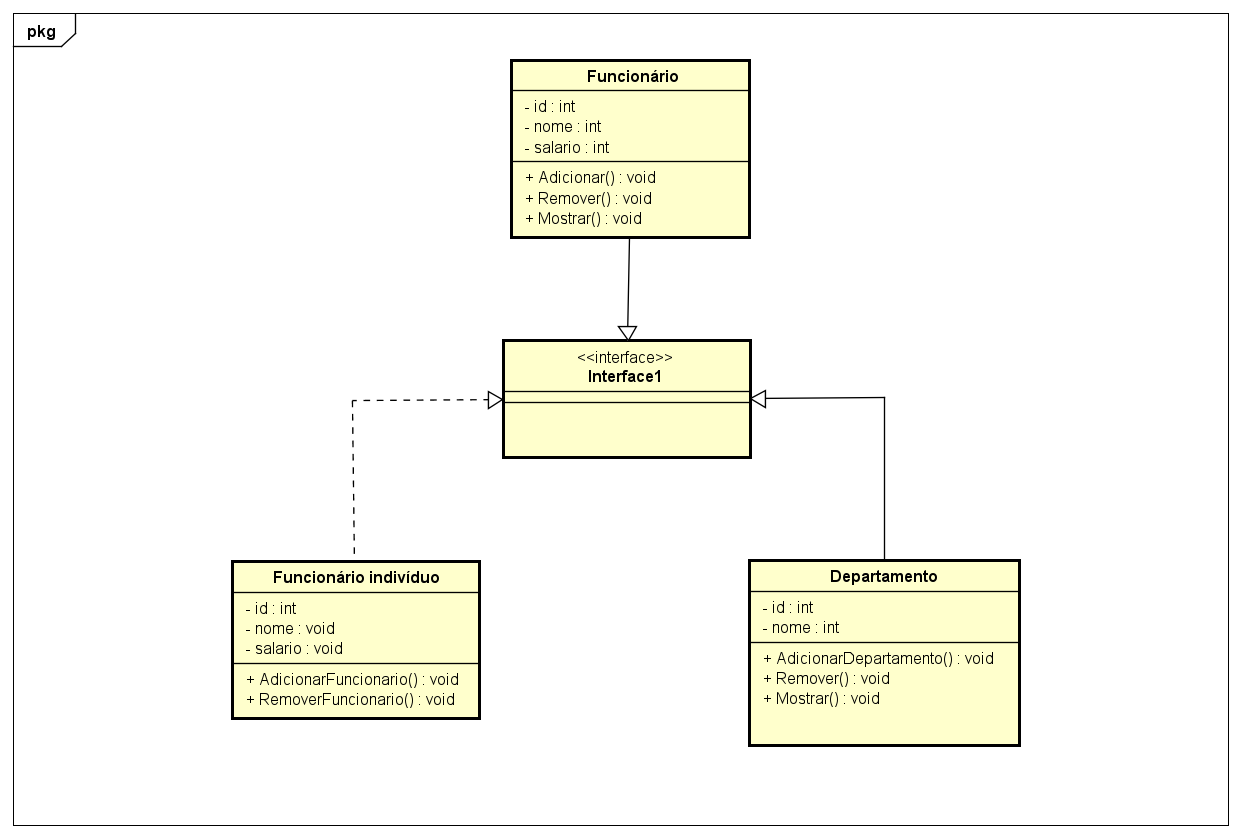 pkg
Funcionário
- id : int
- nome : int
- salario : int
+ Adicionar() : void
+ Remover() : void
+ Mostrar() : void
<<interface>>
Interface1
Funcionário indivíduo
- id : int
- nome : void
- salario : void
+ AdicionarFuncionario() : void
+ RemoverFuncionario() : void
Departamento
- id : int
- nome : int
+ AdicionarDepartamento() : void
+ Remover() : void
+ Mostrar() : void